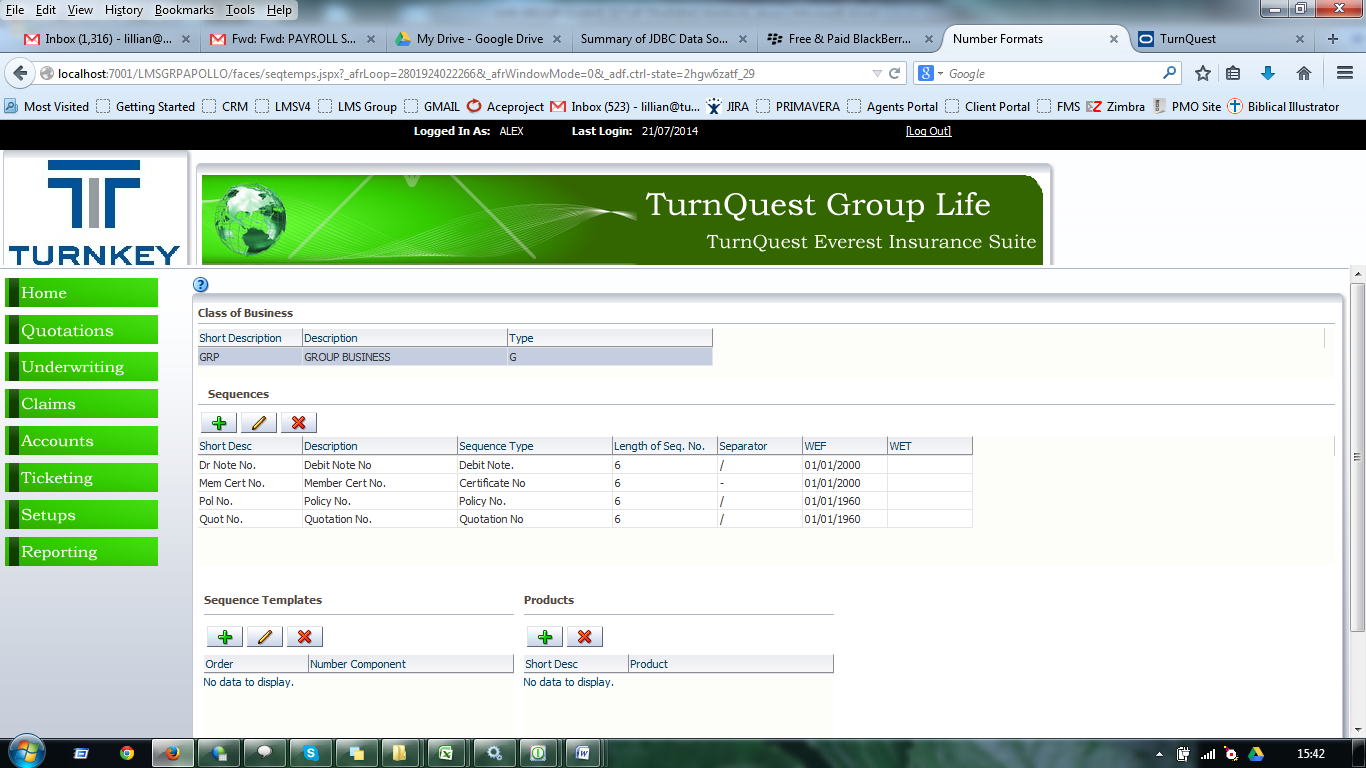 File Edit View History Bookmarks Tools Help
Inbox (1,316) - lillian@... Fwd: Fwd: PAYROLL S... My Drive - Google Drive Summary of JDBC Data So... Free & Paid BlackBerr... Number Formats TurnQuest
localhost:7001/LMSGRPAPOLLO/faces/seqtemps.jspx?_afrLoop=2801924022266&_afrWindowMode=0&_adf.ctrl-state=2hgw6zatf_29 Google
Most Visited Getting Started CRM LMSV4 LMS Group GMAIL Aceproject Inbox (523) - lillian@tu... JIRA PRIMAVERA Agents Portal Client Portal FMS Zimbra PMO Site Biblical Illustrator
Logged In As: ALEX Last Login: 21/07/2014 [Log Out]
TURNKEY
TurnQuest Group Life
TurnQuest Everest Insurance Suite
Home
Quotations
Underwriting
Claims
Accounts
Ticketing
Setups
Reporting
Class of Business
Short Description Description Type
GRP GROUP BUSINESS G
Sequences
Short Desc Description Sequence Type Length of Seq. No. Separator WEF WET
Dr Note No. Debit Note No Debit Note. 6 / 01/01/2000
Mem Cert No. Member Cert No. Certificate No 6 - 01/01/2000
Pol No. Policy No. Policy No. 6 / 01/01/1960
Quot No. Quotation No. Quotation No 6 / 01/01/1960
Sequence Templates Products
Order Number Component Short Desc Product
No data to display. No data to display.
15:42